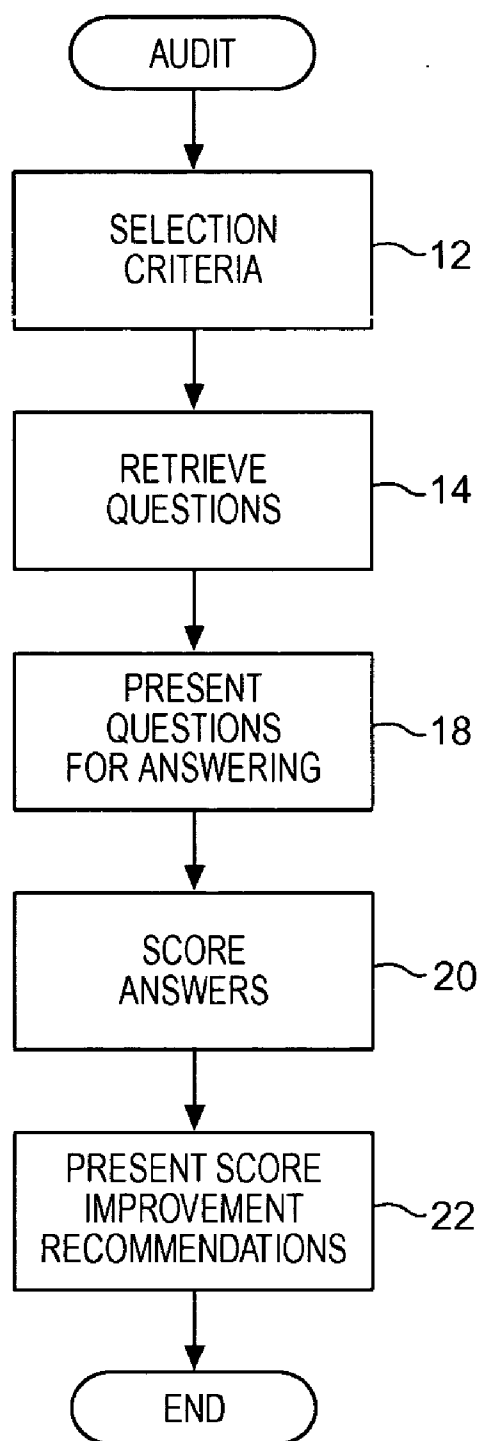 AUDIT
SELECTION
CRITERIA
12
RETRIEVE
QUESTIONS
14
PRESENT
QUESTIONS
FOR ANSWERING
18
SCORE
ANSWERS
20
PRESENT SCORE
IMPROVEMENT
RECOMMENDATIONS
22
END